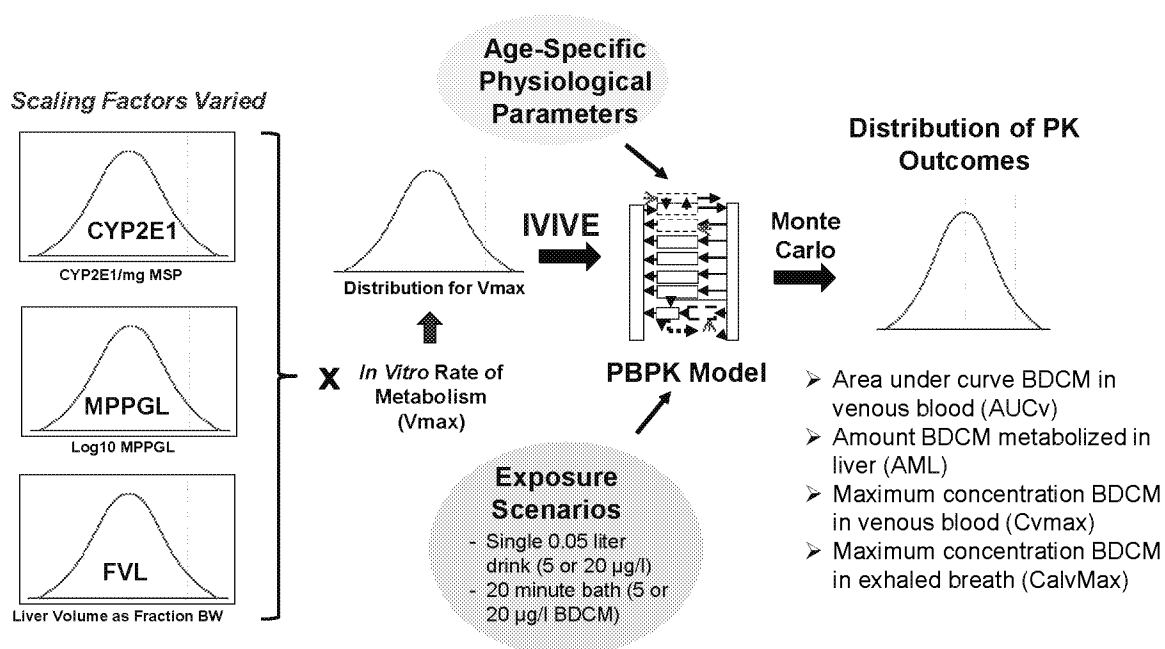 Scaling Factors Varied
CYP2E1
CYP2E1/mg MSP
MPPGL
Log10 MPPGL
FVL
Liver Volume as Fraction BW
X
Distribution for Vmax
In Vitro Rate of
Metabolism
(Vmax)
IVIVE
Age-Specific
Physiological
Parameters
PBPK Model
Exposure
Scenarios
- Single 0.05 liter
drink (5 or 20 µg/l)
- 20 minute bath (5 or
20 µg/l BDCM)
Monte
Carlo
Distribution of PK
Outcomes
➢ Area under curve BDCM in
venous blood (AUCv)
➢ Amount BDCM metabolized in
liver (AML)
➢ Maximum concentration BDCM
in venous blood (Cvmax)
➢ Maximum concentration BDCM
in exhaled breath (CalvMax)